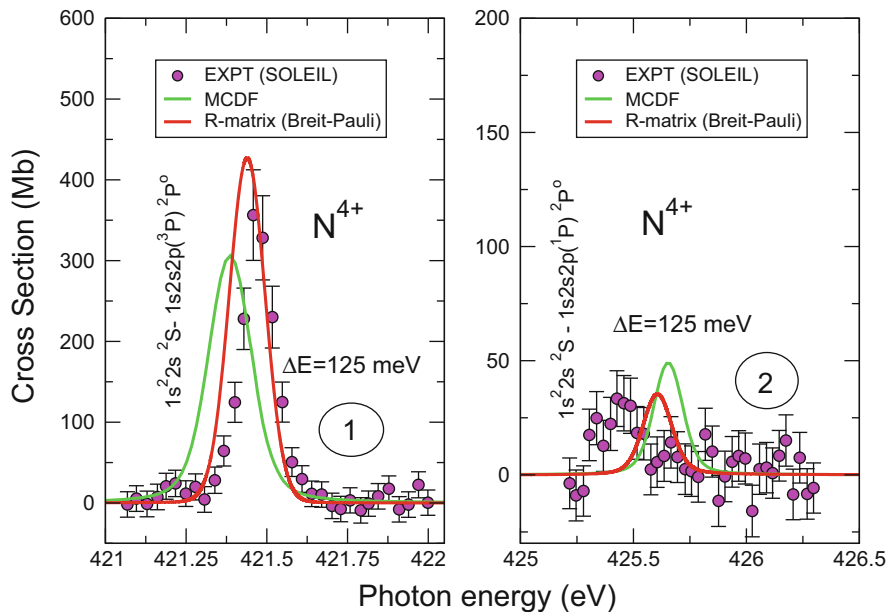 Cross Section (Mb)
600
500
400
300
200
100
0
EXPT (SOLEIL)
MCDF
R-matrix (Breit-Pauli)
1s²2s ²S- 1s2s2p(³P) ²Pº
N⁴⁺
ΔE=125 meV
1
421 421.25 421.5 421.75 422
200
150
100
50
0
EXPT (SOLEIL)
MCDF
R-matrix (Breit-Pauli)
1s²2s ²S - 1s2s2p(¹P) ²Pº
N⁴⁺
ΔE=125 meV
2
425 425.5 426 426.5
Photon energy (eV)